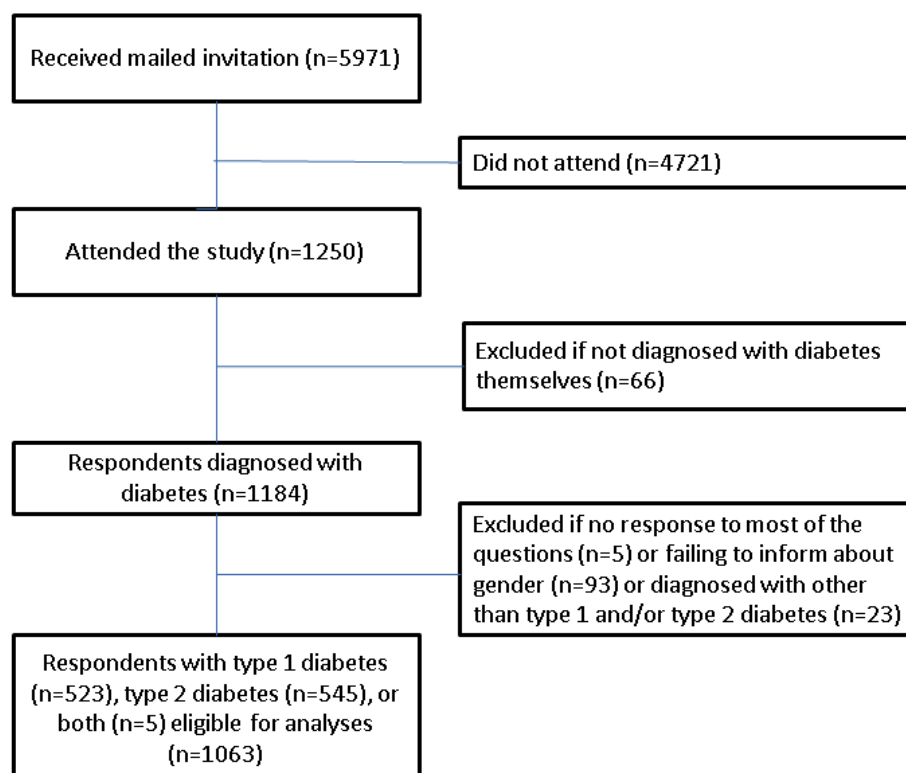 Received mailed invitation (n=5971)
Did not attend (n=4721)
Attended the study (n=1250)
Excluded if not diagnosed with diabetes
themselves (n=66)
Respondents diagnosed with
diabetes (n=1184)
Excluded if no response to most of the
questions (n=5) or failing to inform about
gender (n=93) or diagnosed with other
than type 1 and/or type 2 diabetes (n=23)
Respondents with type 1 diabetes
(n=523), type 2 diabetes (n=545), or
both (n=5) eligible for analyses
(n=1063)